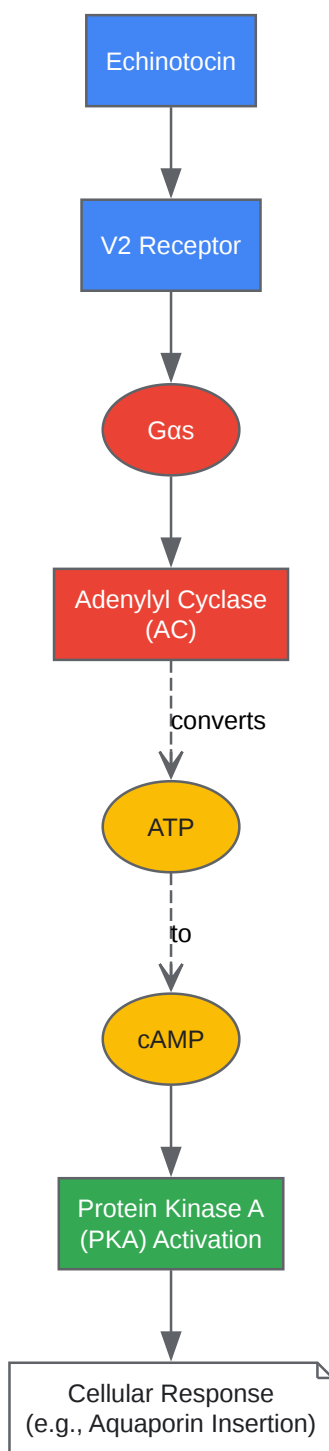 Echinotocin
V2 Receptor
Gαs
Adenylyl Cyclase
(AC)
converts
ATP
to
cAMP
Protein Kinase A
(PKA) Activation
Cellular Response
(e.g., Aquaporin Insertion)